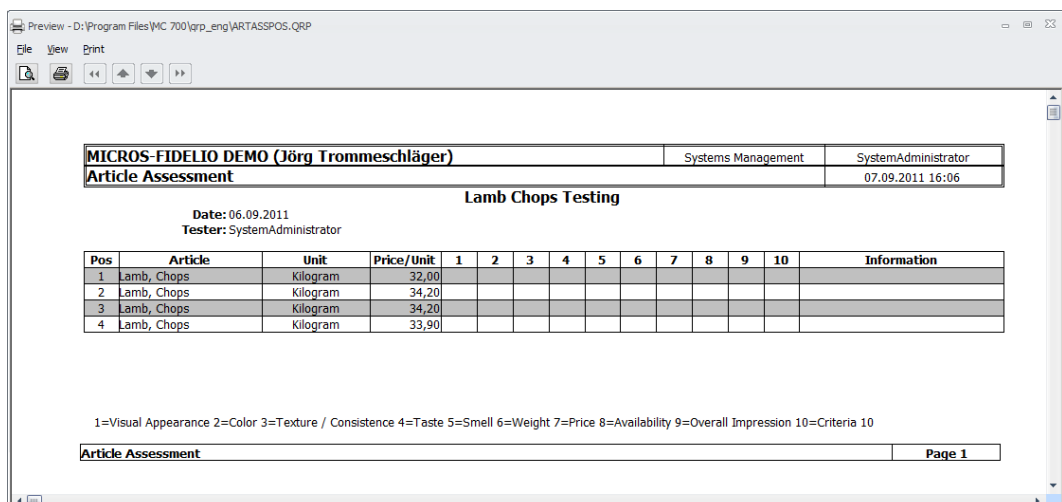 Preview - D:\Program Files\MC 700\qrp_eng\ARTASSPOS.QRP
File View Print
MICROS-FIDELIO DEMO (Jörg Trommeschläger) Systems Management SystemAdministrator
Article Assessment 07.09.2011 16:06
Lamb Chops Testing
Date: 06.09.2011
Tester: SystemAdministrator
Pos Article Unit Price/Unit 1 2 3 4 5 6 7 8 9 10 Information
1 Lamb, Chops Kilogram 32,00
2 Lamb, Chops Kilogram 34,20
3 Lamb, Chops Kilogram 34,20
4 Lamb, Chops Kilogram 33,90
1=Visual Appearance 2=Color 3=Texture / Consistence 4=Taste 5=Smell 6=Weight 7=Price 8=Availability 9=Overall Impression 10=Criteria 10
Article Assessment Page 1